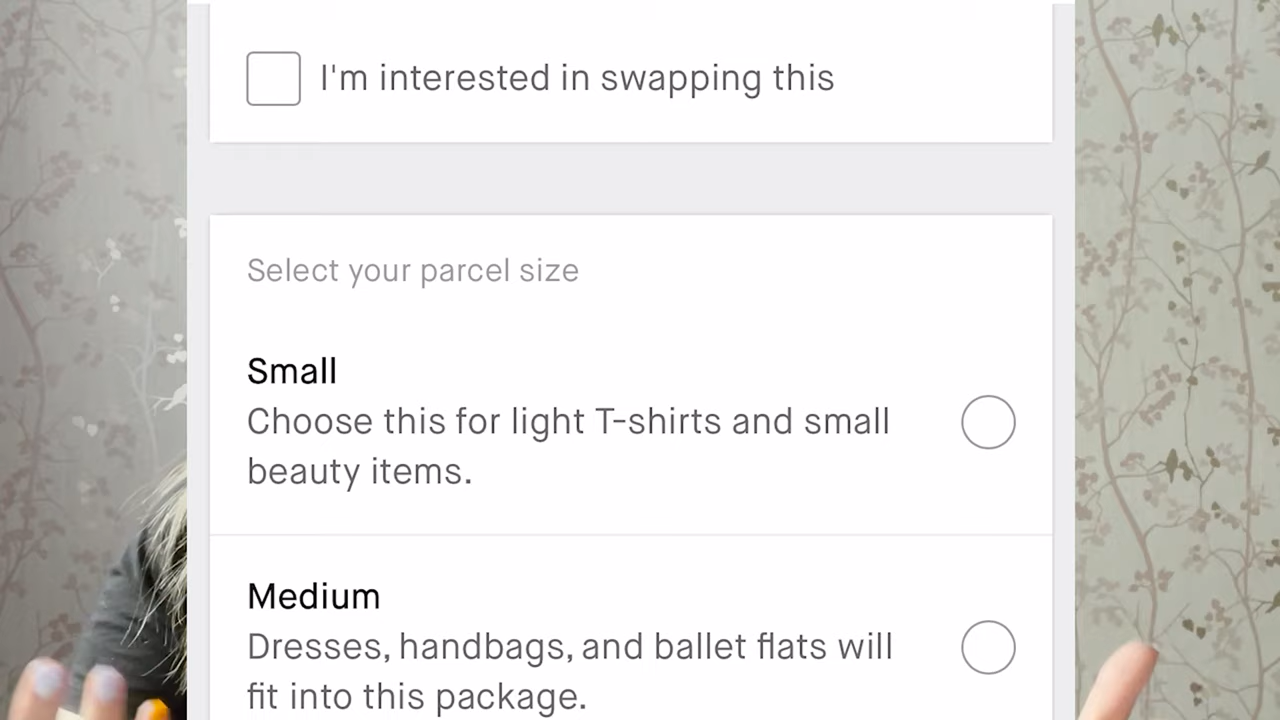 I'm interested in swapping this
Select your parcel size
Small
Choose this for light T-shirts and small
beauty items.
Medium
Dresses, handbags, and ballet flats will
fit into this package.